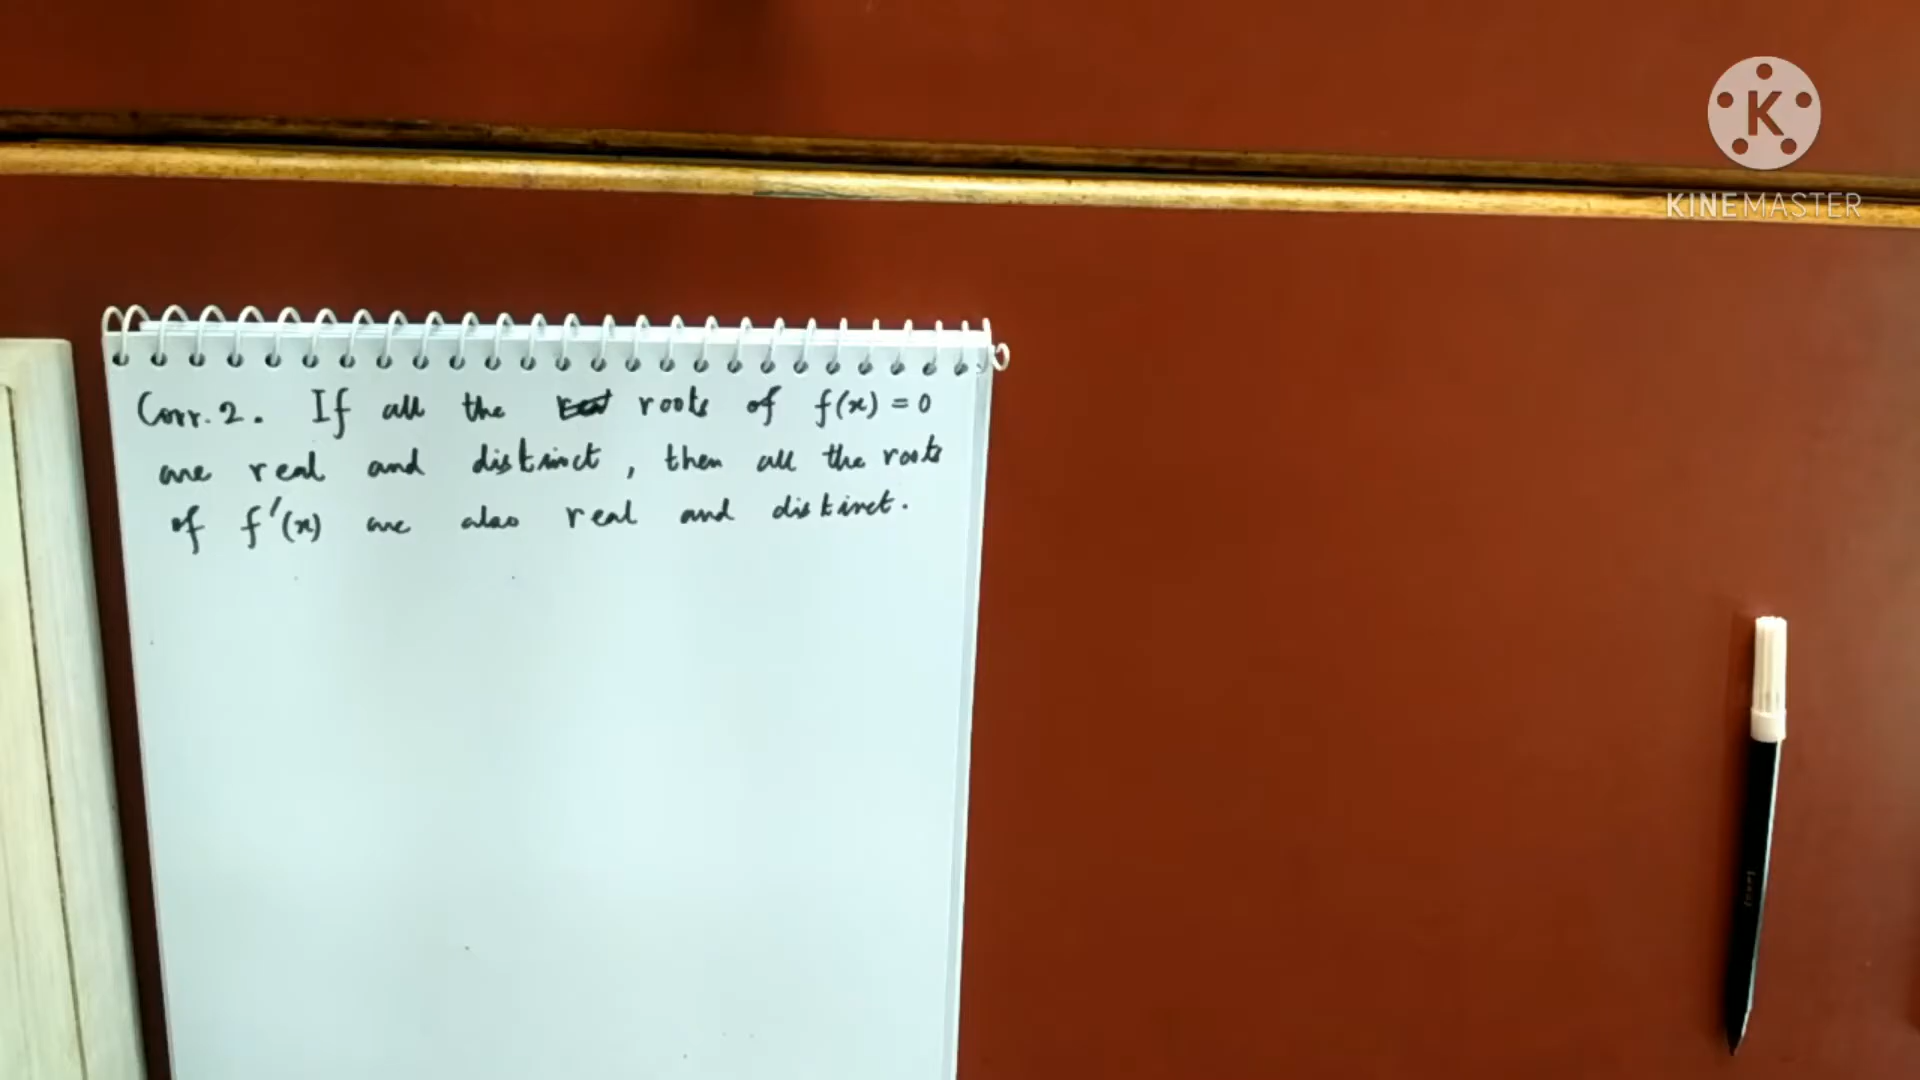 K
KINEMASTER
Corr. 2. If all the roots of f(x) = 0
are real and distinct, then all the roots
of f'(x) are also real and distinct.